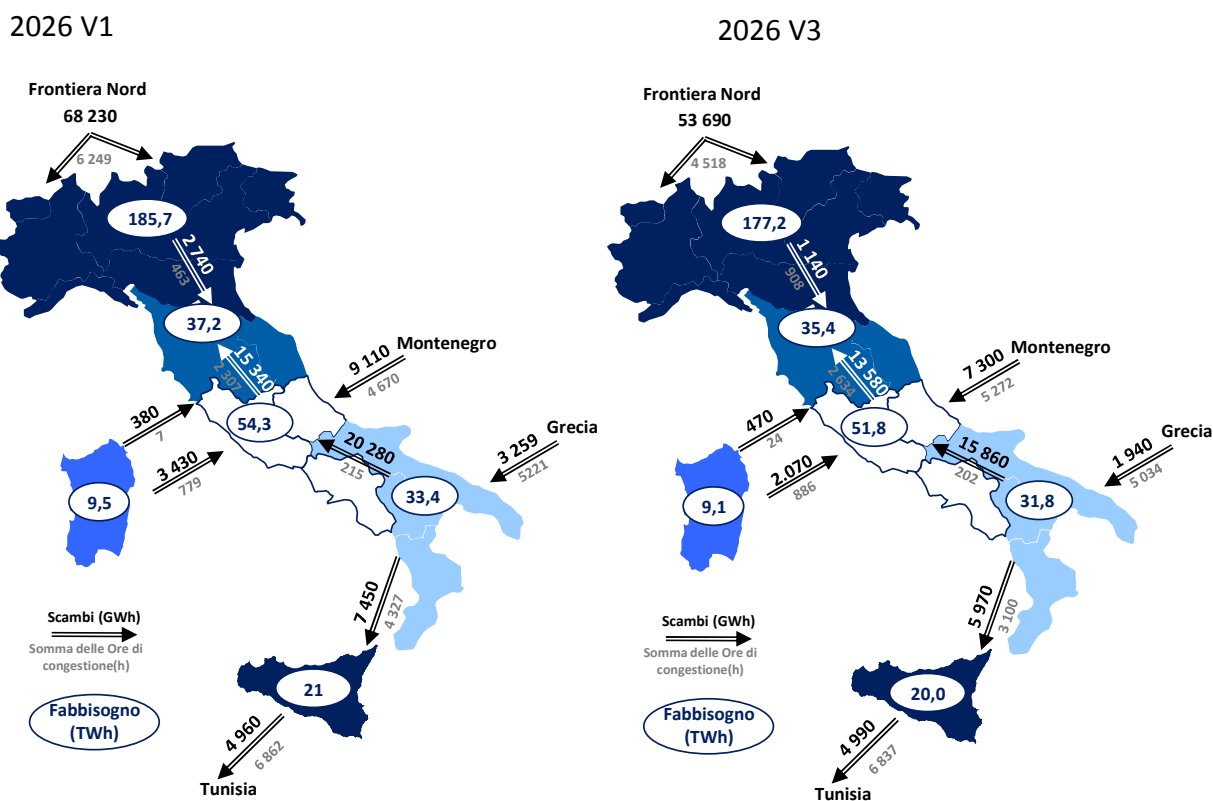 2026 V1
Frontiera Nord
68 230
6 249
185,7
2 740
463
37,2
15 340
2 307
9 110
Montenegro
4 670
380
7
54,3
3 430
779
20 280
215
3 259
Grecia
5221
9,5
33,4
7 450
4 327
Scambi (GWh)
Somma delle Ore di
congestione(h)
21
Fabbisogno
(TWh)
4 960
6 862
Tunisia
2026 V3
Frontiera Nord
53 690
4 518
177,2
1 140
908
35,4
13 580
2 634
7 300
Montenegro
5 272
470
24
51,8
2.070
886
15 860
202
1 940
Grecia
5 034
9,1
31,8
5 970
3 100
Scambi (GWh)
Somma delle Ore di
congestione(h)
20,0
Fabbisogno
(TWh)
4 990
6 837
Tunisia